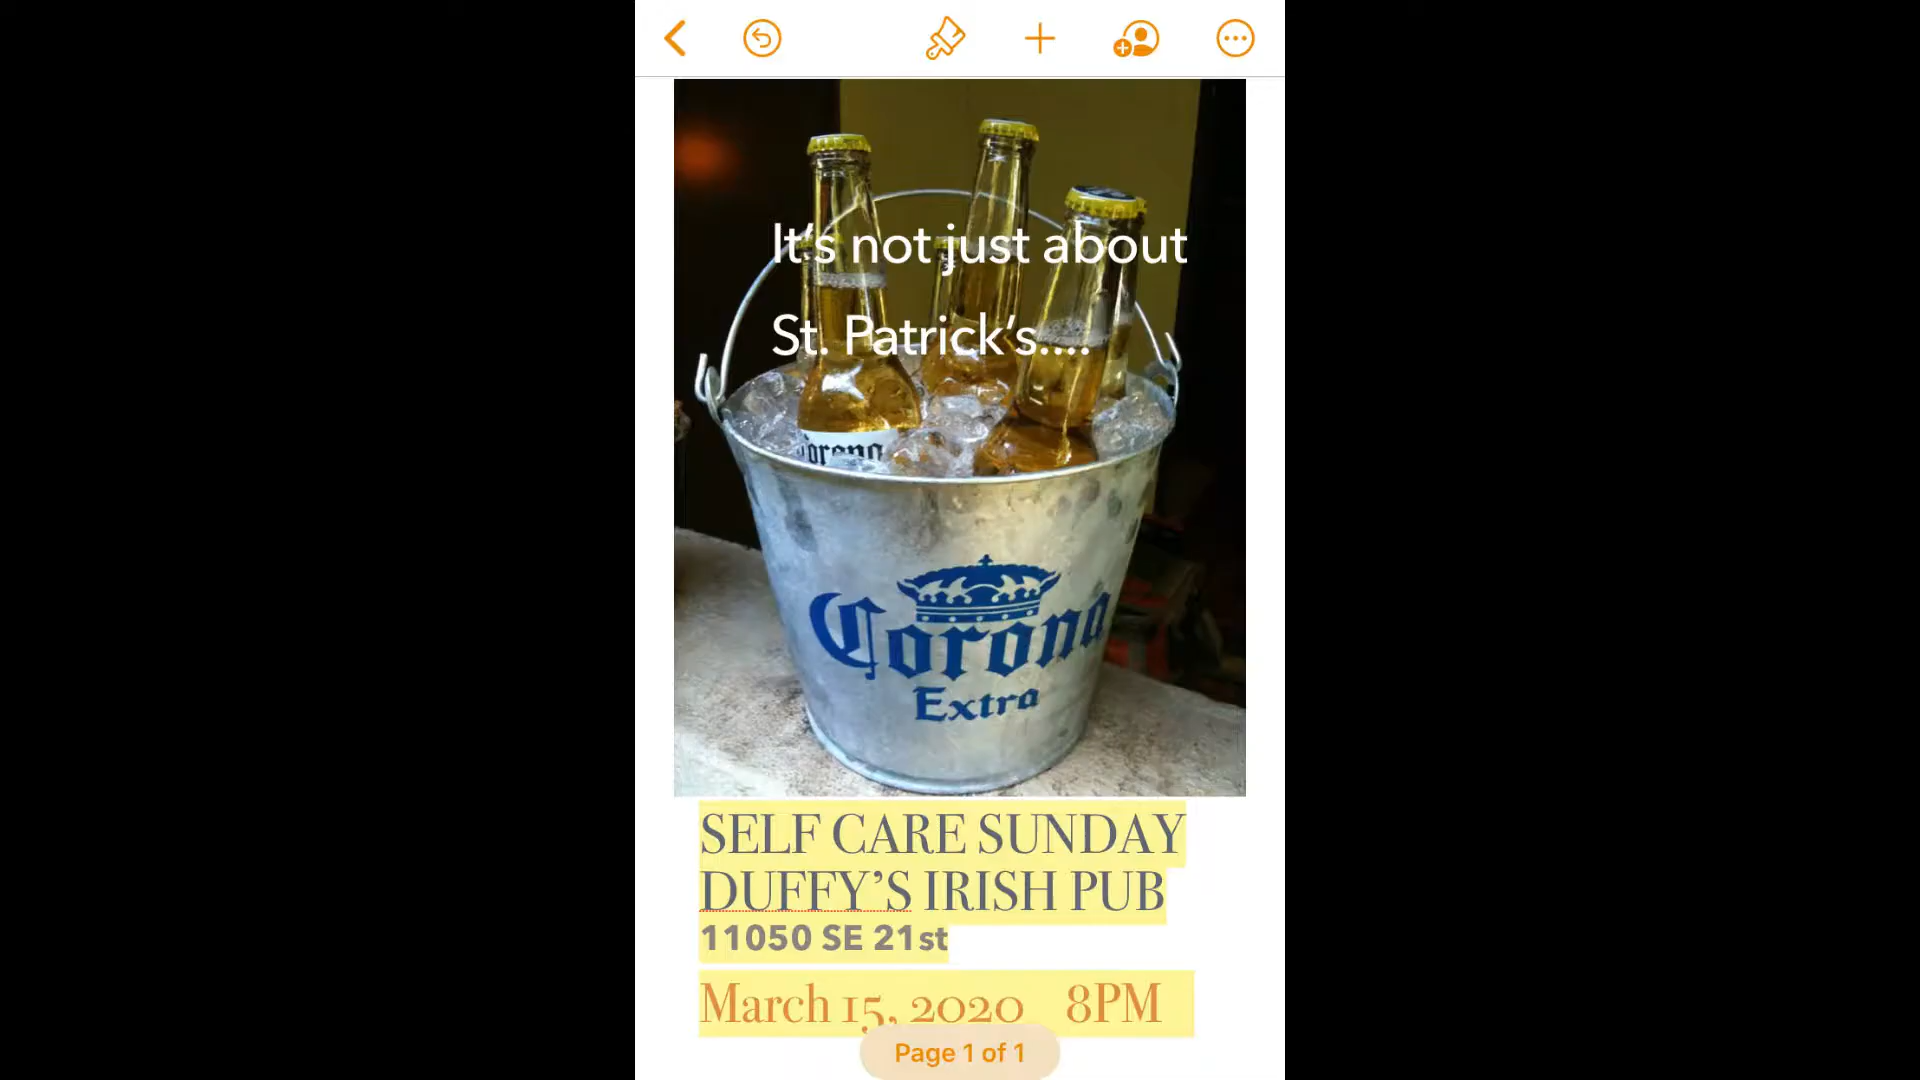 It's not just about
St. Patrick's....
Corona
Corona
Extra
SELF CARE SUNDAY
DUFFY'S IRISH PUB
11050 SE 21st
March 15, 2020 8PM
Page 1 of 1